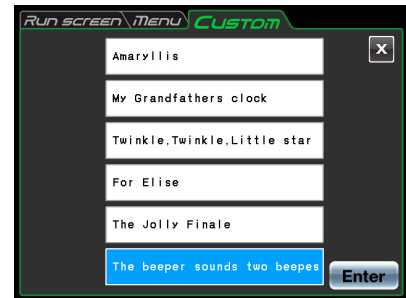 Run screen Menu Custom
X
Amaryllis
My Grandfathers clock
Twinkle,Twinkle,Little star
For Elise
The Jolly Finale
The beeper sounds two beepes
Enter